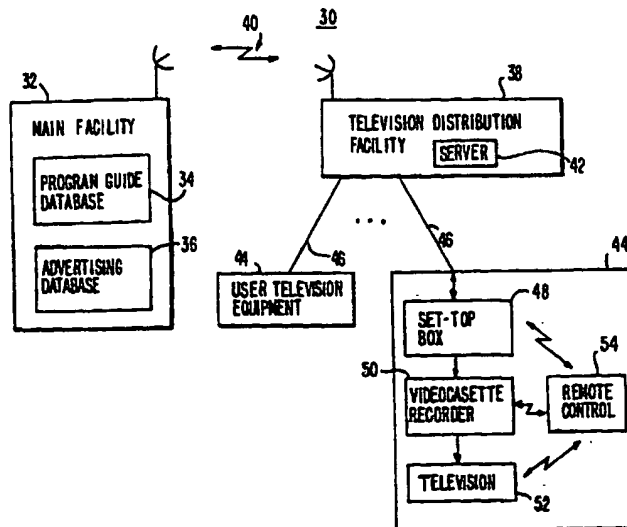 40
30
32
38
MAIN FACILITY
TELEVISION DISTRIBUTION
FACILITY
SERVER
42
PROGRAM GUIDE
DATABASE
34
36
ADVERTISING
DATABASE
46
46
44
44
USER TELEVISION
EQUIPMENT
SET-TOP
BOX
48
54
50
VIDEOCASETTE
RECORDER
REMOTE
CONTROL
TELEVISION
52